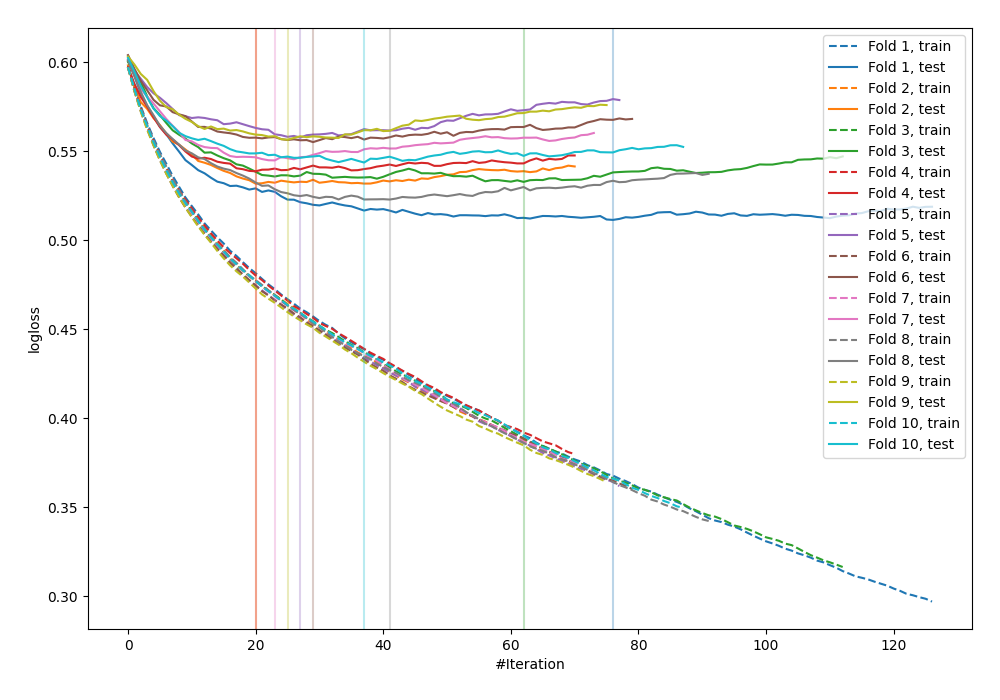 0.60
0.55
0.50
0.45
0.40
0.35
0.30
logloss
0
20
40
60
80
100
120
#Iteration
Fold 1, train
Fold 1, test
Fold 2, train
Fold 2, test
Fold 3, train
Fold 3, test
Fold 4, train
Fold 4, test
Fold 5, train
Fold 5, test
Fold 6, train
Fold 6, test
Fold 7, train
Fold 7, test
Fold 8, train
Fold 8, test
Fold 9, train
Fold 9, test
Fold 10, train
Fold 10, test